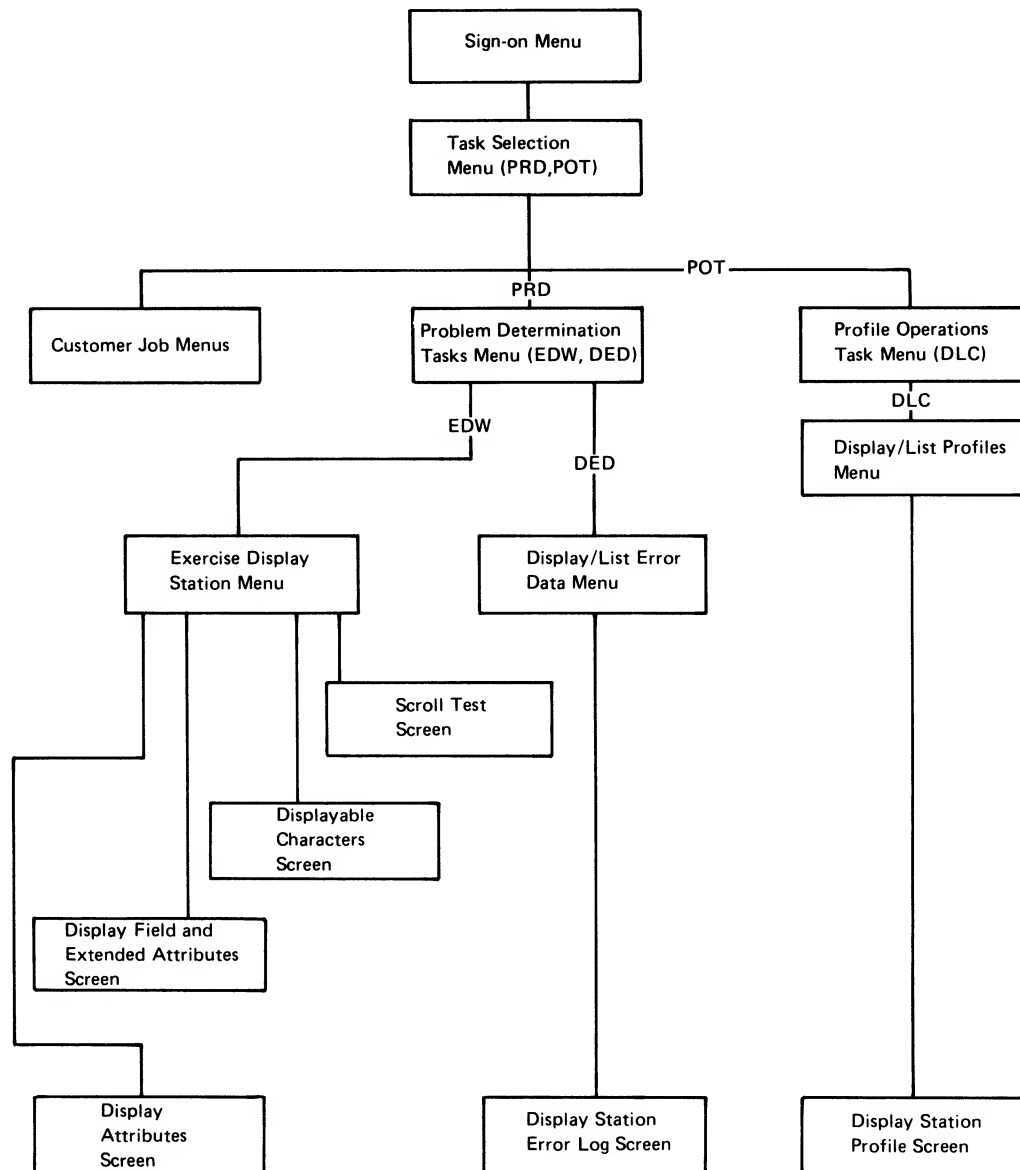 Sign-on Menu
Task Selection
Menu (PRD,POT)
POT
PRD
Customer Job Menus
Problem Determination
Tasks Menu (EDW, DED)
Profile Operations
Task Menu (DLC)
DLC
EDW
DED
Display/List Profiles
Menu
Exercise Display
Station Menu
Display/List Error
Data Menu
Scroll Test
Screen
Displayable
Characters
Screen
Display Field and
Extended Attributes
Screen
Display
Attributes
Screen
Display Station
Error Log Screen
Display Station
Profile Screen